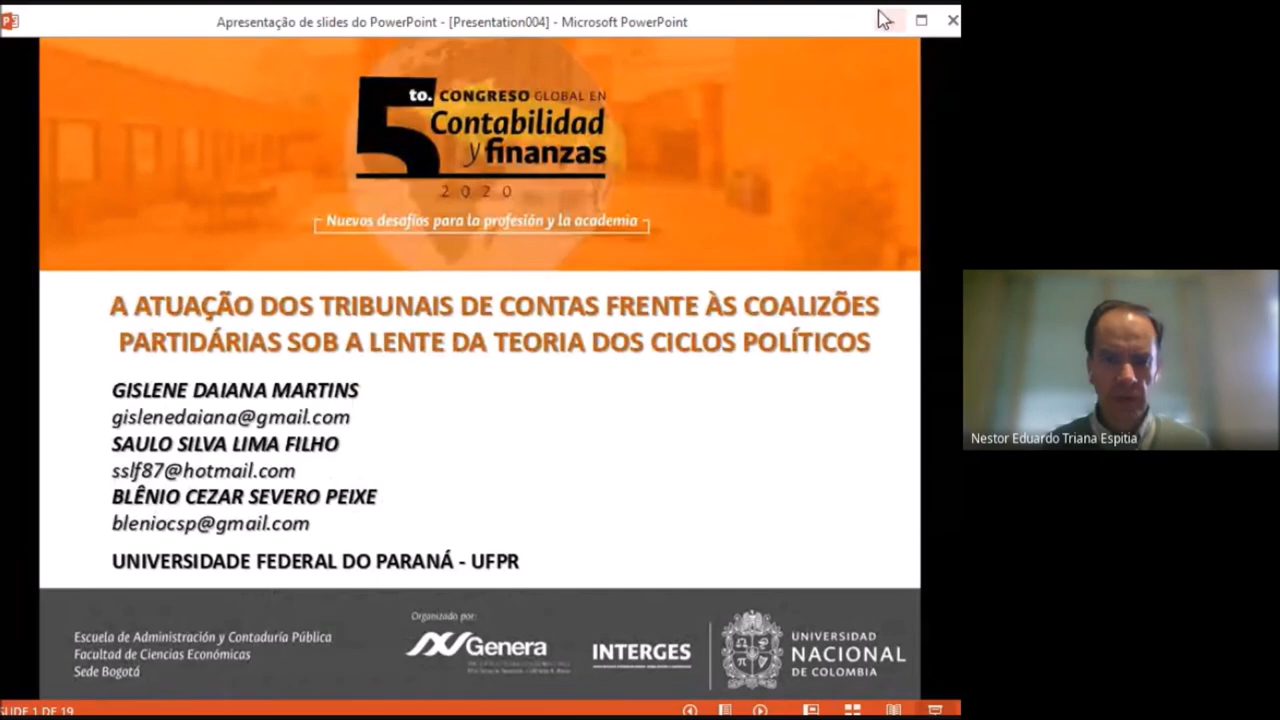 Apresentação de slides do PowerPoint - [Presentation004] - Microsoft PowerPoint
5to. CONGRESO GLOBAL EN
Contabilidad
y finanzas
2020
Nuevos desafíos para la profesión y la academia
A ATUAÇÃO DOS TRIBUNAIS DE CONTAS FRENTE ÀS COALIZÕES
PARTIDÁRIAS SOB A LENTE DA TEORIA DOS CICLOS POLÍTICOS
GISLENE DAIANA MARTINS
gislenedaiana@gmail.com
SAULO SILVA LIMA FILHO
sslf87@hotmail.com
BLÊNIO CEZAR SEVERO PEIXE
bleniocsp@gmail.com
UNIVERSIDADE FEDERAL DO PARANÁ - UFPR
Nestor Eduardo Triana Espitia
Escuela de Administración y Contaduría Pública
Facultad de Ciencias Económicas
Sede Bogotá
Organizado por:
Genera
INTERGES
UNIVERSIDAD
NACIONAL
DE COLOMBIA
SLIDE 1 DE 19